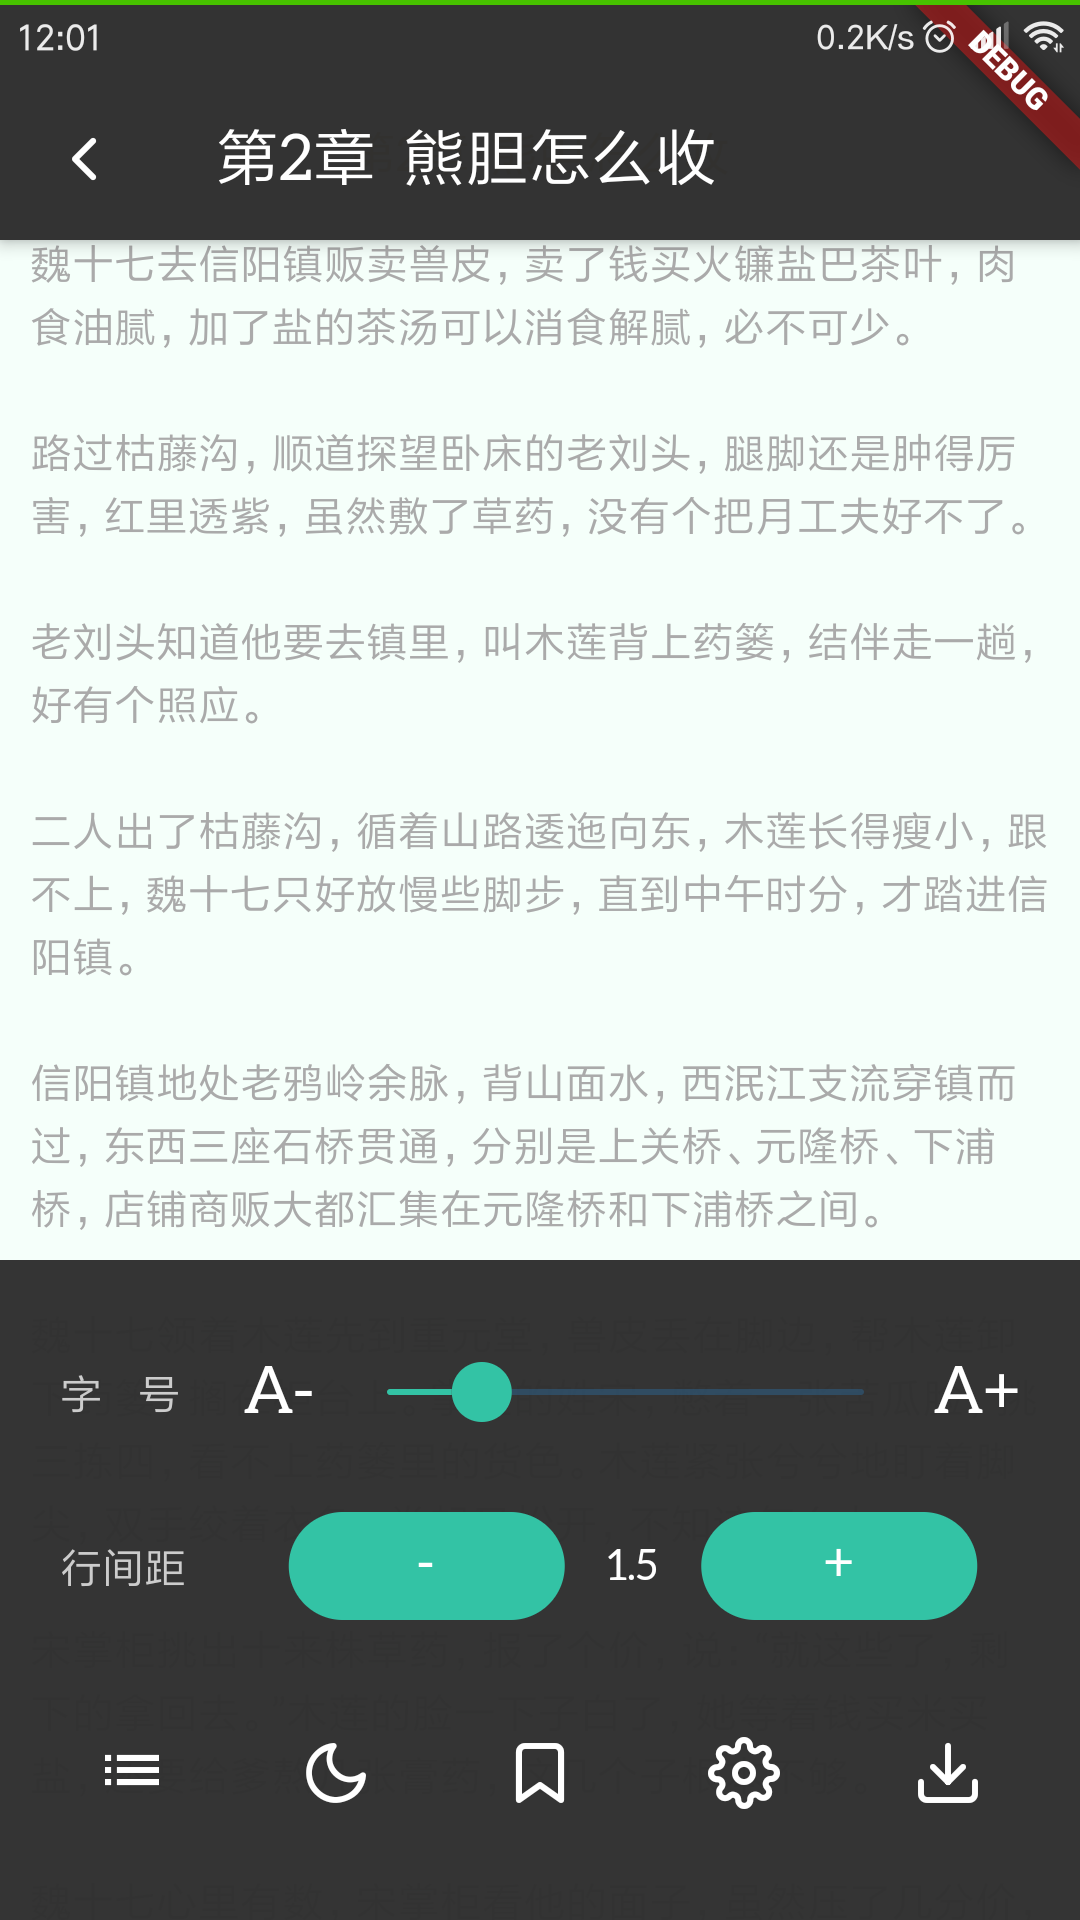 12:01 0.2K/s
DEBUG
第2章 熊胆怎么收
魏十七去信阳镇贩卖兽皮，卖了钱买火镰盐巴茶叶，肉
食油腻，加了盐的茶汤可以消食解腻，必不可少。
路过枯藤沟，顺道探望卧床的老刘头，腿脚还是肿得厉
害，红里透紫，虽然敷了草药，没有个把月工夫好不了。
老刘头知道他要去镇里，叫木莲背上药篓，结伴走一趟，
好有个照应。
二人出了枯藤沟，循着山路逶迤向东，木莲长得瘦小，跟
不上，魏十七只好放慢些脚步，直到中午时分，才踏进信
阳镇。
信阳镇地处老鸦岭余脉，背山面水，西泯江支流穿镇而
过，东西三座石桥贯通，分别是上关桥、元隆桥、下浦
桥，店铺商贩大都汇集在元隆桥和下浦桥之间。
字 号 A- A+
行间距 - 1.5 +